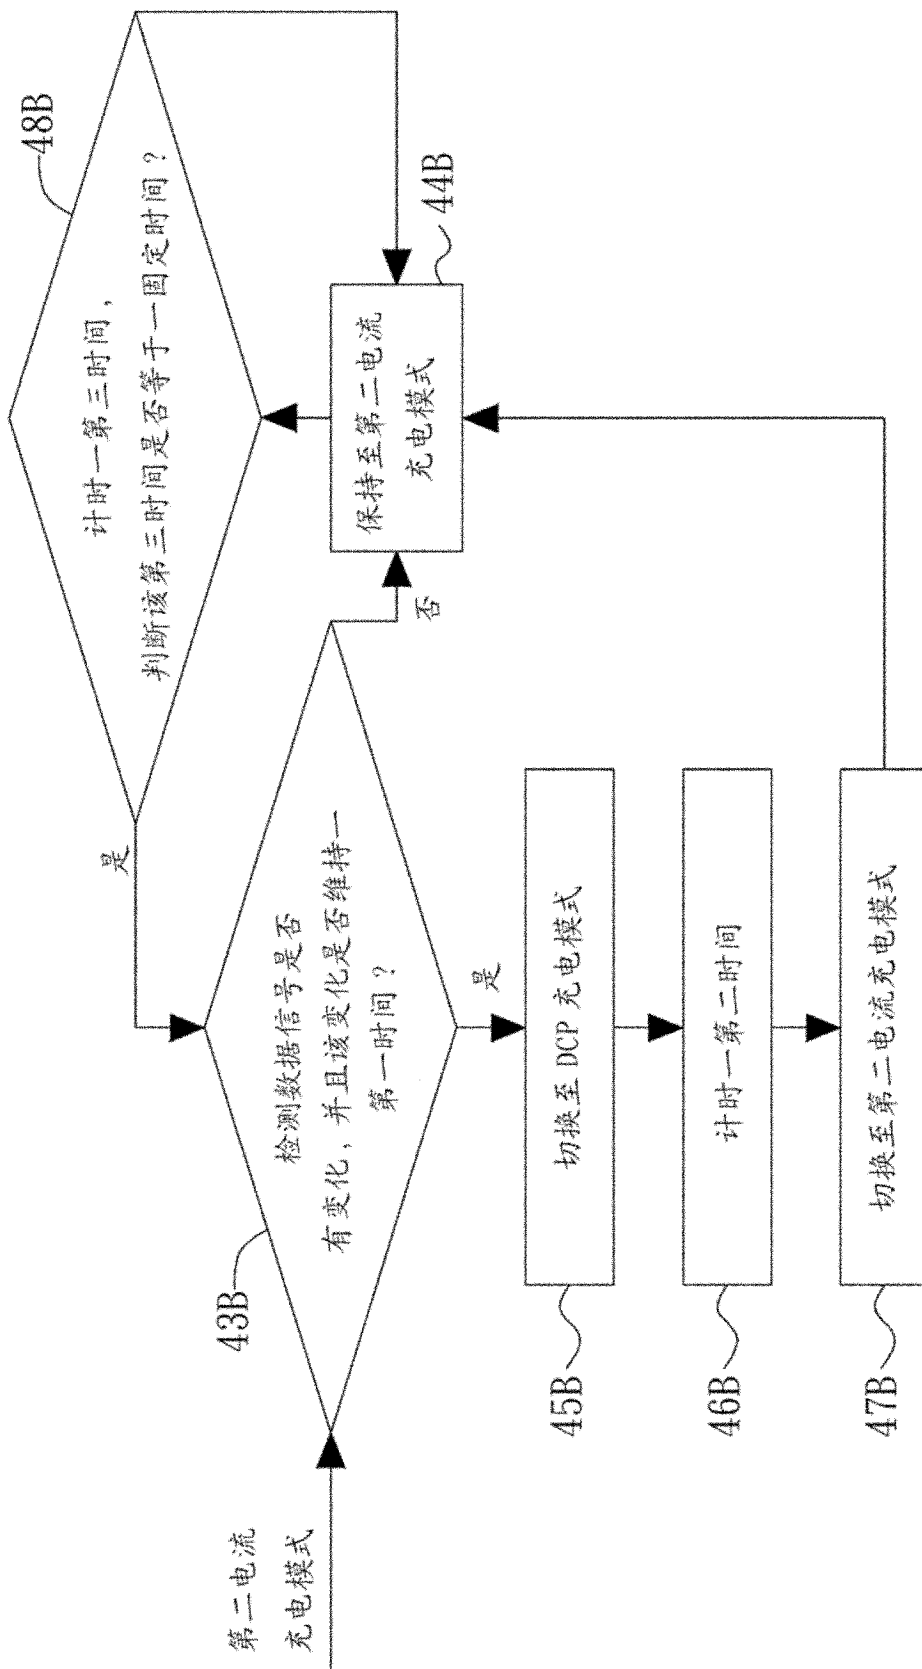 第二电流
充电模式
43B
检测数据信号是否
有变化，并且该变化是否维持一
第一时间？
否
是
45B
切换至 DCP 充电模式
46B
计时一第二时间
47B
切换至第二电流充电模式
44B
保持至第二电流
充电模式
48B
计时一第三时间，
判断该第三时间是否等于一固定时间？
是